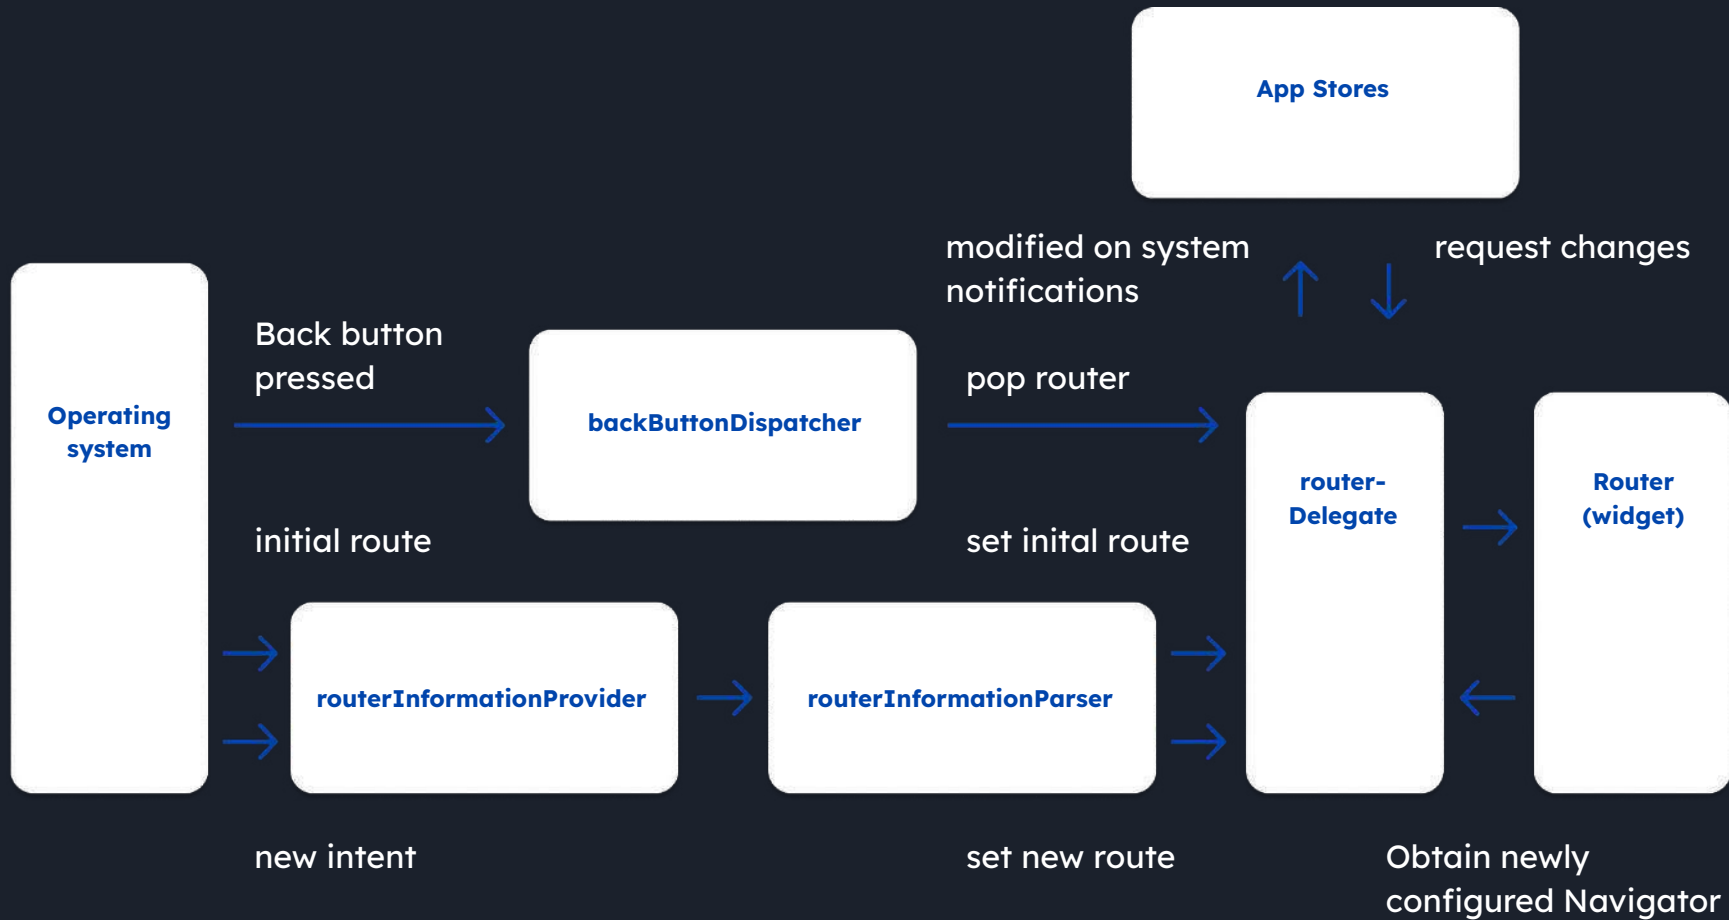 App Stores
modified on system
notifications
request changes
Back button
pressed
pop router
Operating
system
backButtonDispatcher
router-
Delegate
Router
(widget)
initial route
set inital route
routerInformationProvider
routerInformationParser
new intent
set new route
Obtain newly
configured Navigator